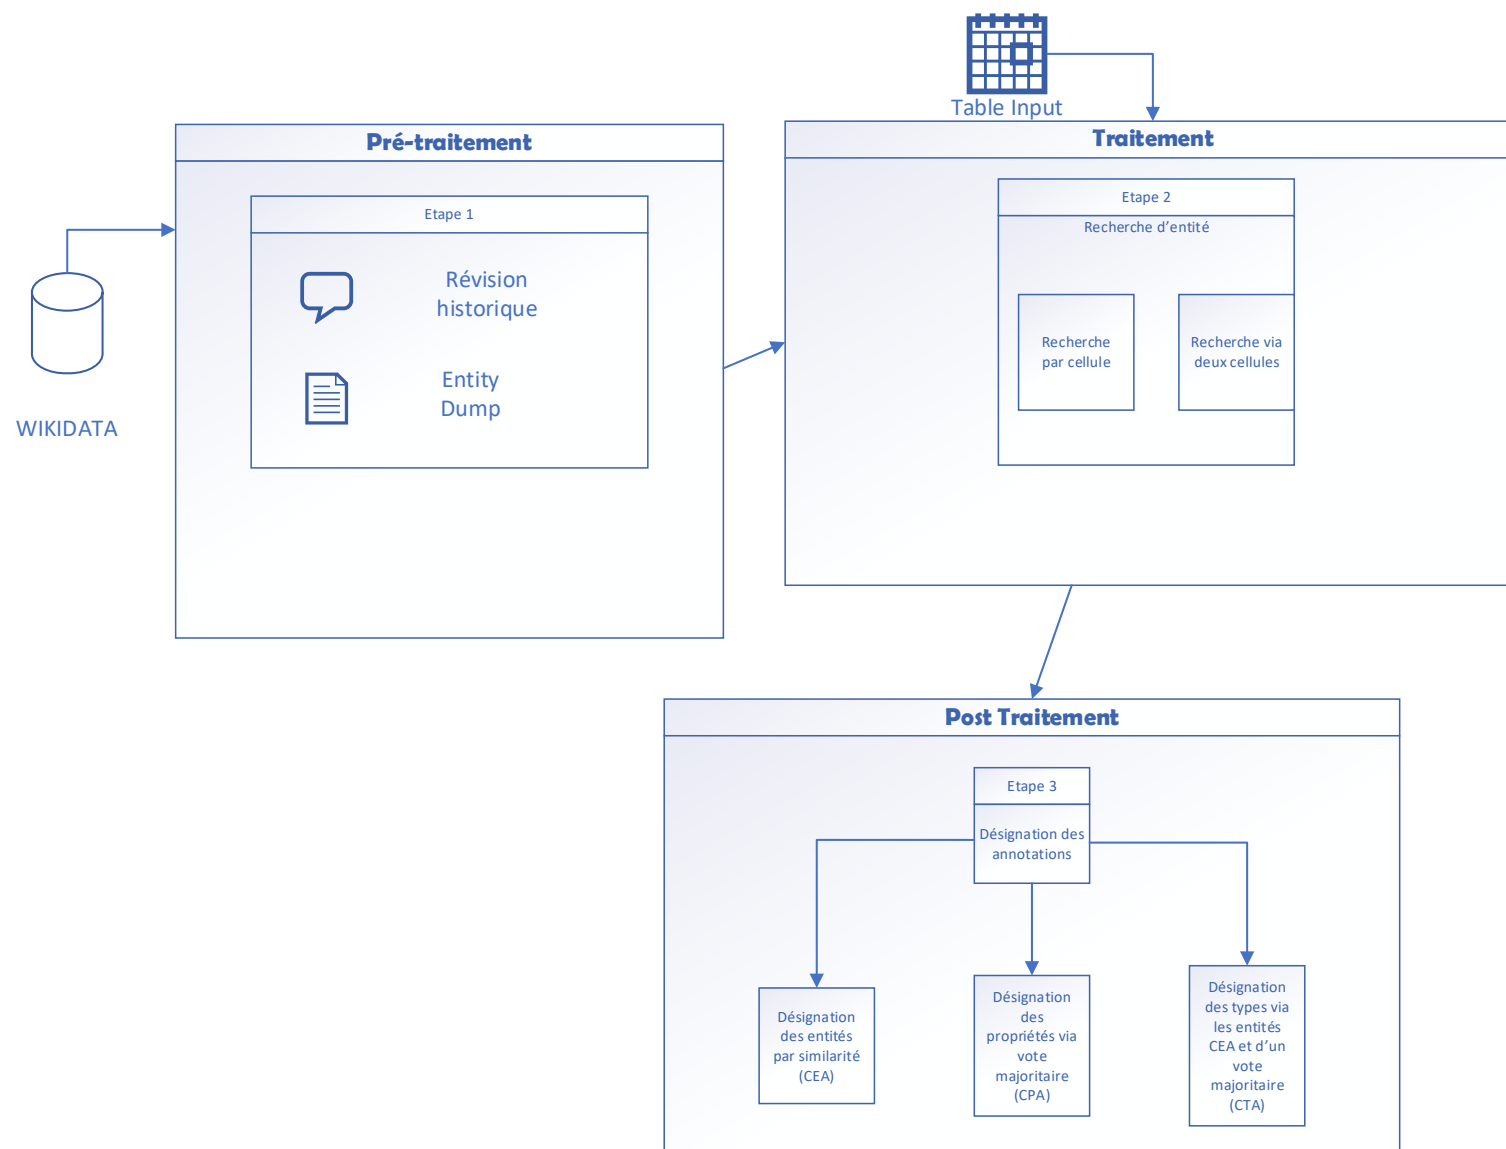 Table Input
Pré-traitement
Traitement
Etape 1
Révision
historique
Entity
Dump
WIKIDATA
Etape 2
Recherche d’entité
Recherche
par cellule
Recherche via
deux cellules
Post Traitement
Etape 3
Désignation des
annotations
Désignation
des entités
par similarité
(CEA)
Désignation
des
propriétés via
vote
majoritaire
(CPA)
Désignation
des types via
les entités
CEA et d’un
vote
majoritaire
(CTA)